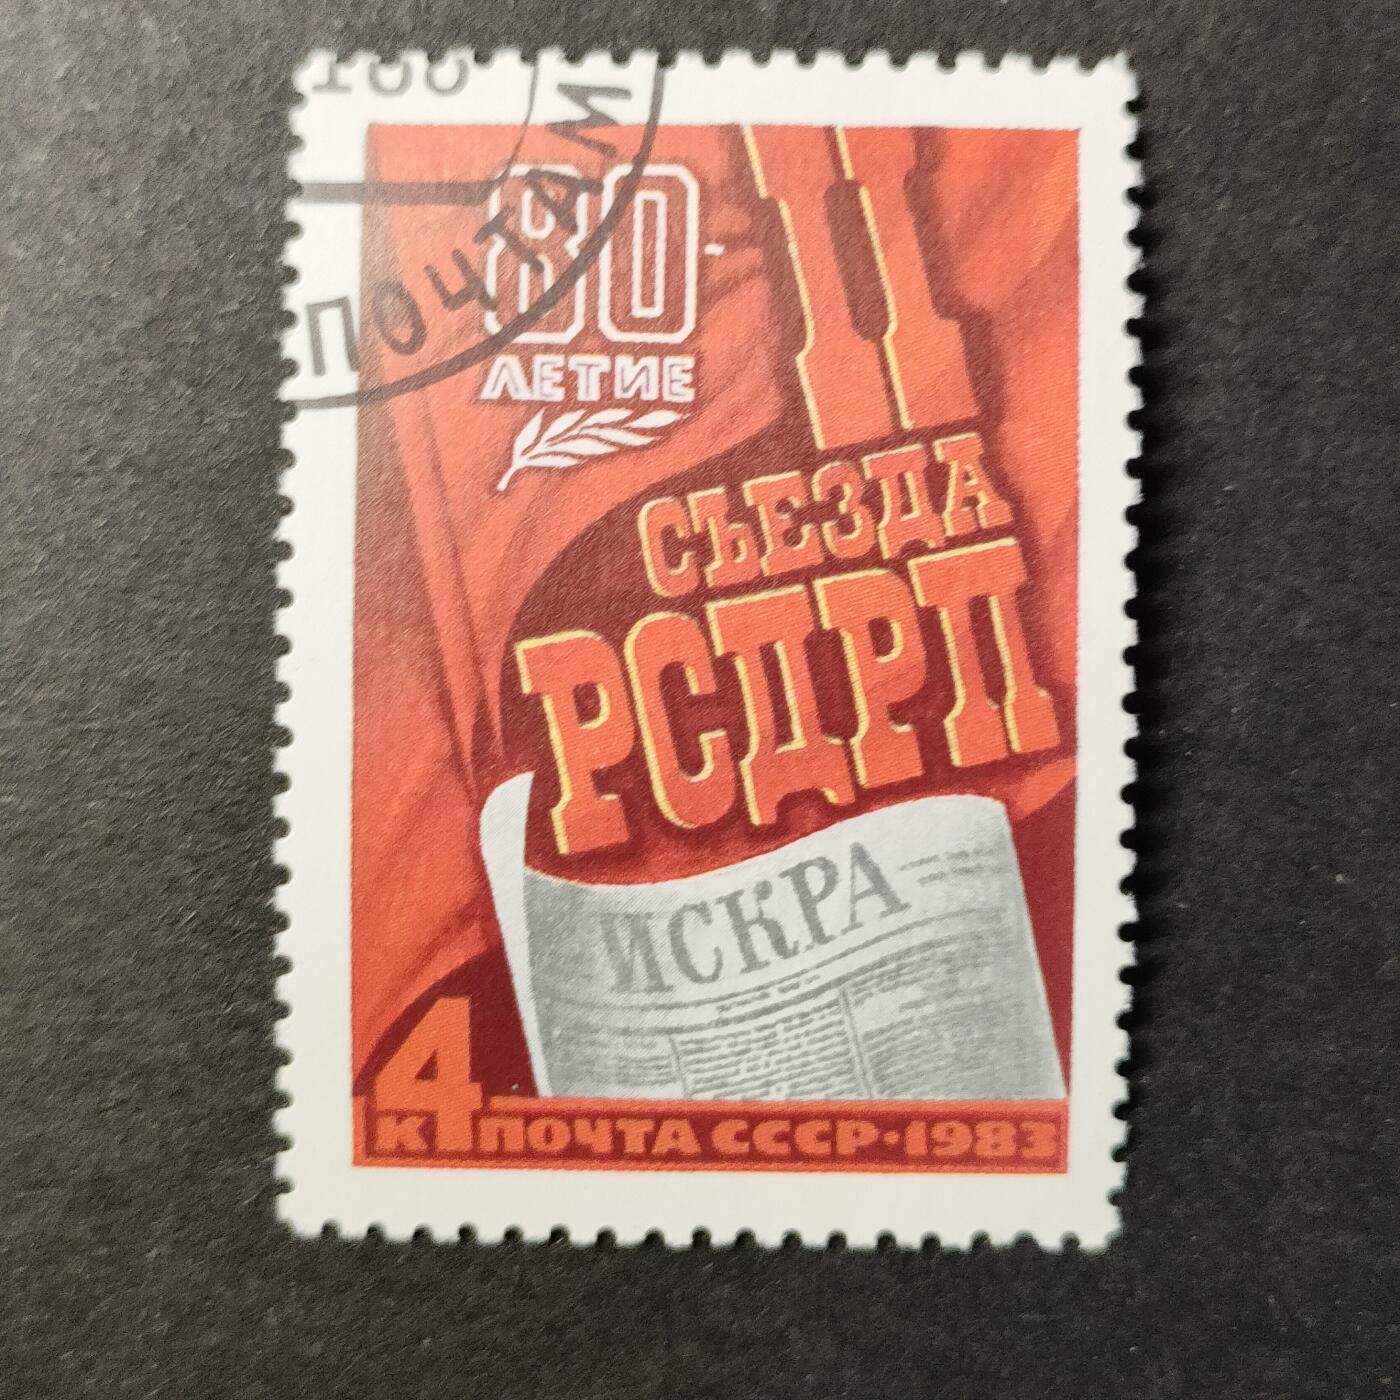 ПОЧТАМ
80-
ЛЕТИЕ
II
СЪЕЗДА
РСДРП
ИСКРА
4
К ПОЧТА СССР·1983